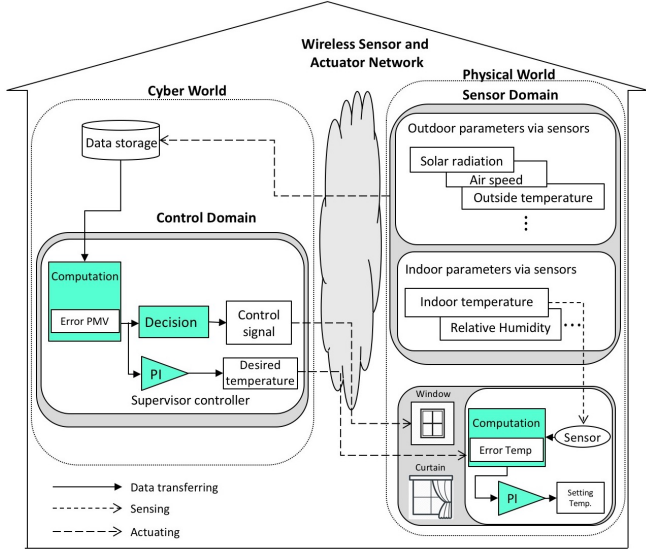 Wireless Sensor and
Actuator Network
Cyber World
Physical World
Sensor Domain
Data storage
Outdoor parameters via sensors
Solar radiation
Air speed
Outside temperature
Control Domain
Computation
Error PMV
Decision
Control
signal
PI
Desired
temperature
Supervisor controller
Indoor parameters via sensors
Indoor temperature
Relative Humidity
Window
Curtain
Computation
Error Temp
Sensor
PI
Setting
Temp.
Data transferring
Sensing
Actuating